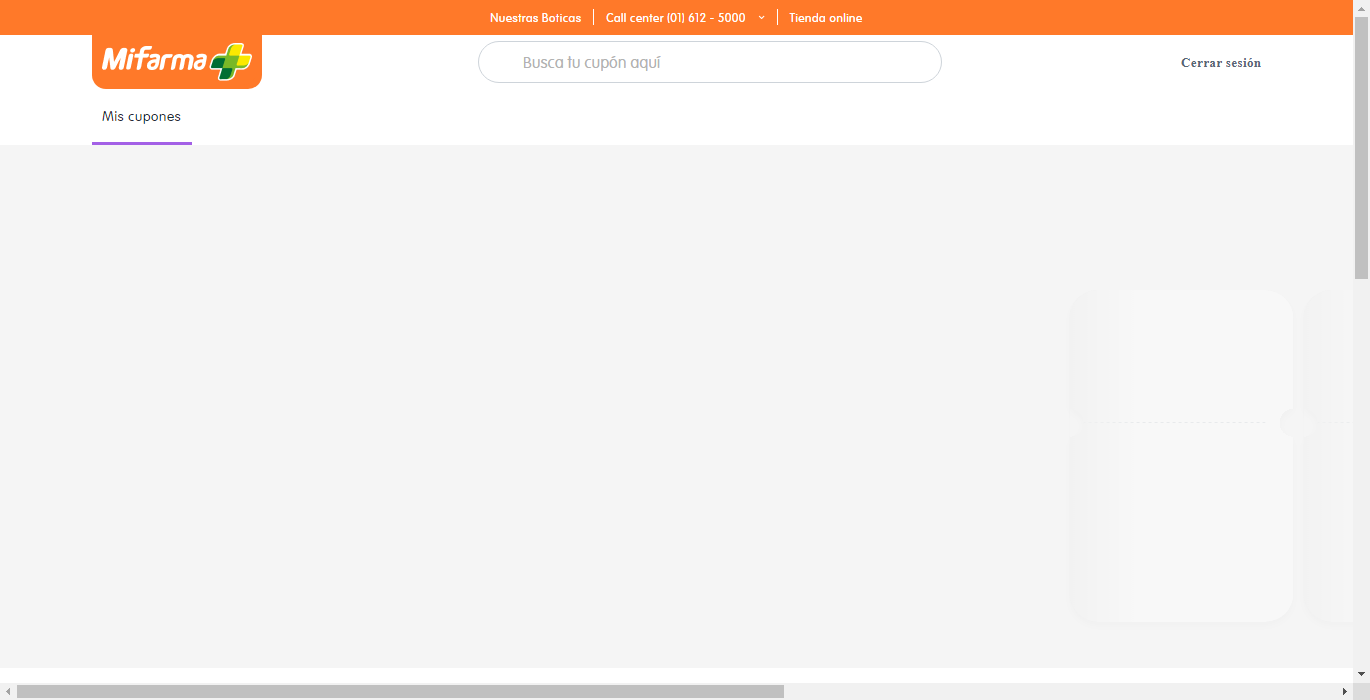 Nuestras Boticas
Call center (01) 612 - 5000
Tienda online
Mifarma
Busca tu cupón aquí
Cerrar sesión
Mis cupones